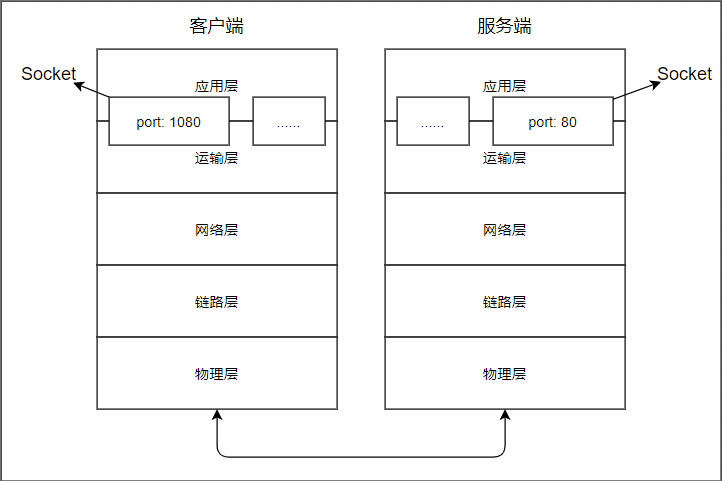 客户端
服务端
Socket
Socket
应用层
应用层
port: 1080
......
......
port: 80
运输层
运输层
网络层
网络层
链路层
链路层
物理层
物理层